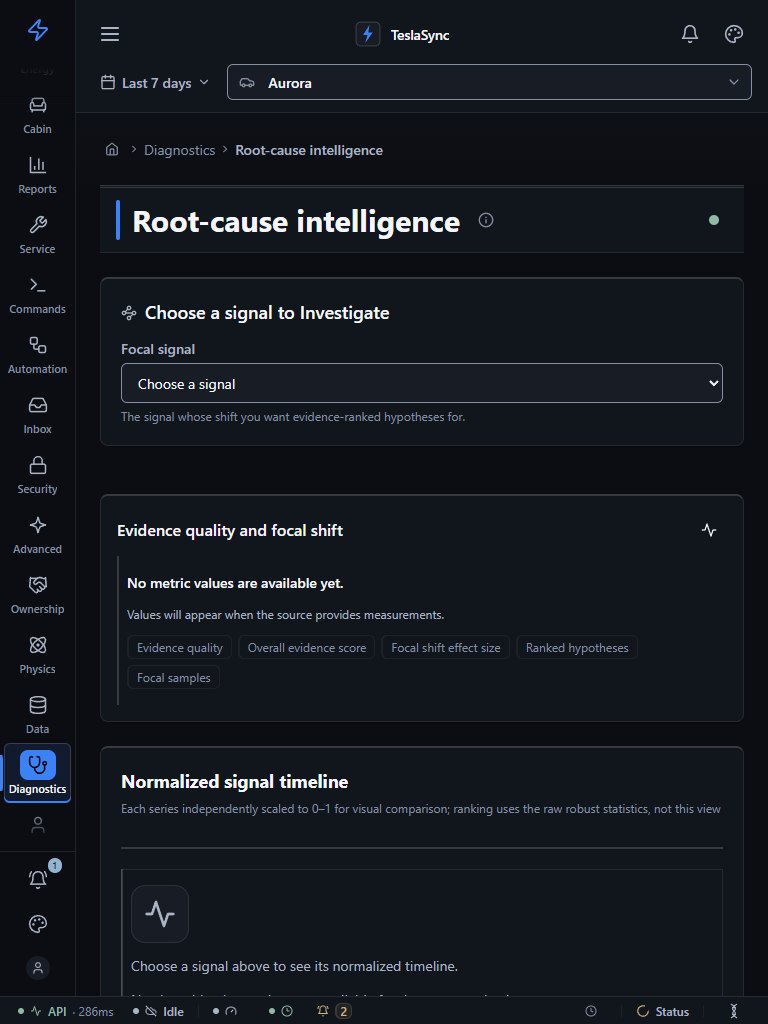 TeslaSync
Last 7 days
Aurora
Energy
Cabin
Reports
Service
Commands
Automation
Inbox
Security
Advanced
Ownership
Physics
Data
Diagnostics
1
Diagnostics
Root-cause intelligence
Root-cause intelligence
Choose a signal to Investigate
Focal signal
Choose a signal
The signal whose shift you want evidence-ranked hypotheses for.
Evidence quality and focal shift
No metric values are available yet.
Values will appear when the source provides measurements.
Evidence quality
Overall evidence score
Focal shift effect size
Ranked hypotheses
Focal samples
Normalized signal timeline
Each series independently scaled to 0–1 for visual comparison; ranking uses the raw robust statistics, not this view
Choose a signal above to see its normalized timeline.
API · 286ms
Idle
2
Status